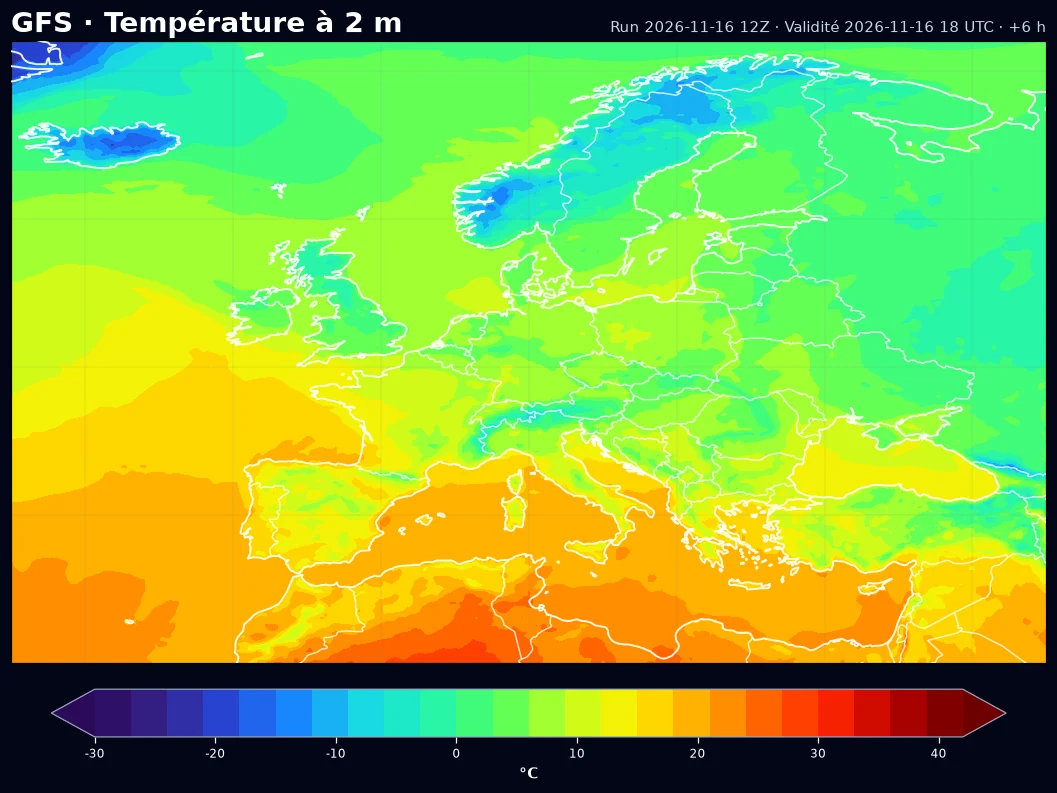 GFS · Température à 2 m
Run 2026-11-16 12Z · Validité 2026-11-16 18 UTC · +6 h
-30 -20 -10 0 10 20 30 40
°C